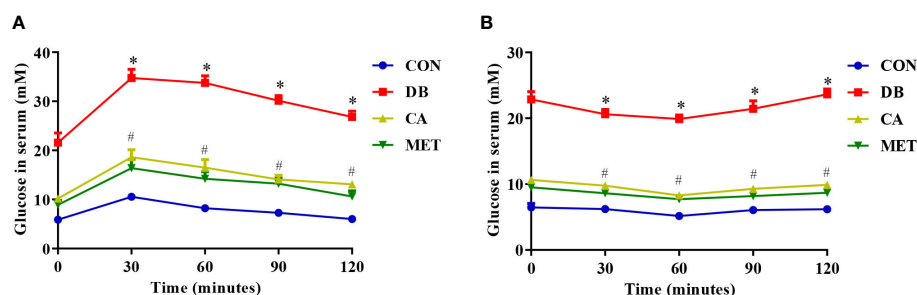 A
Glucose in serum (mM)
40
30
20
10
0
* * * *
# # # #
0 30 60 90 120
Time (minutes)
CON
DB
CA
MET
B
Glucose in serum (mM)
30
20
10
0
* * * *
# # # #
0 30 60 90 120
Time (minutes)
CON
DB
CA
MET